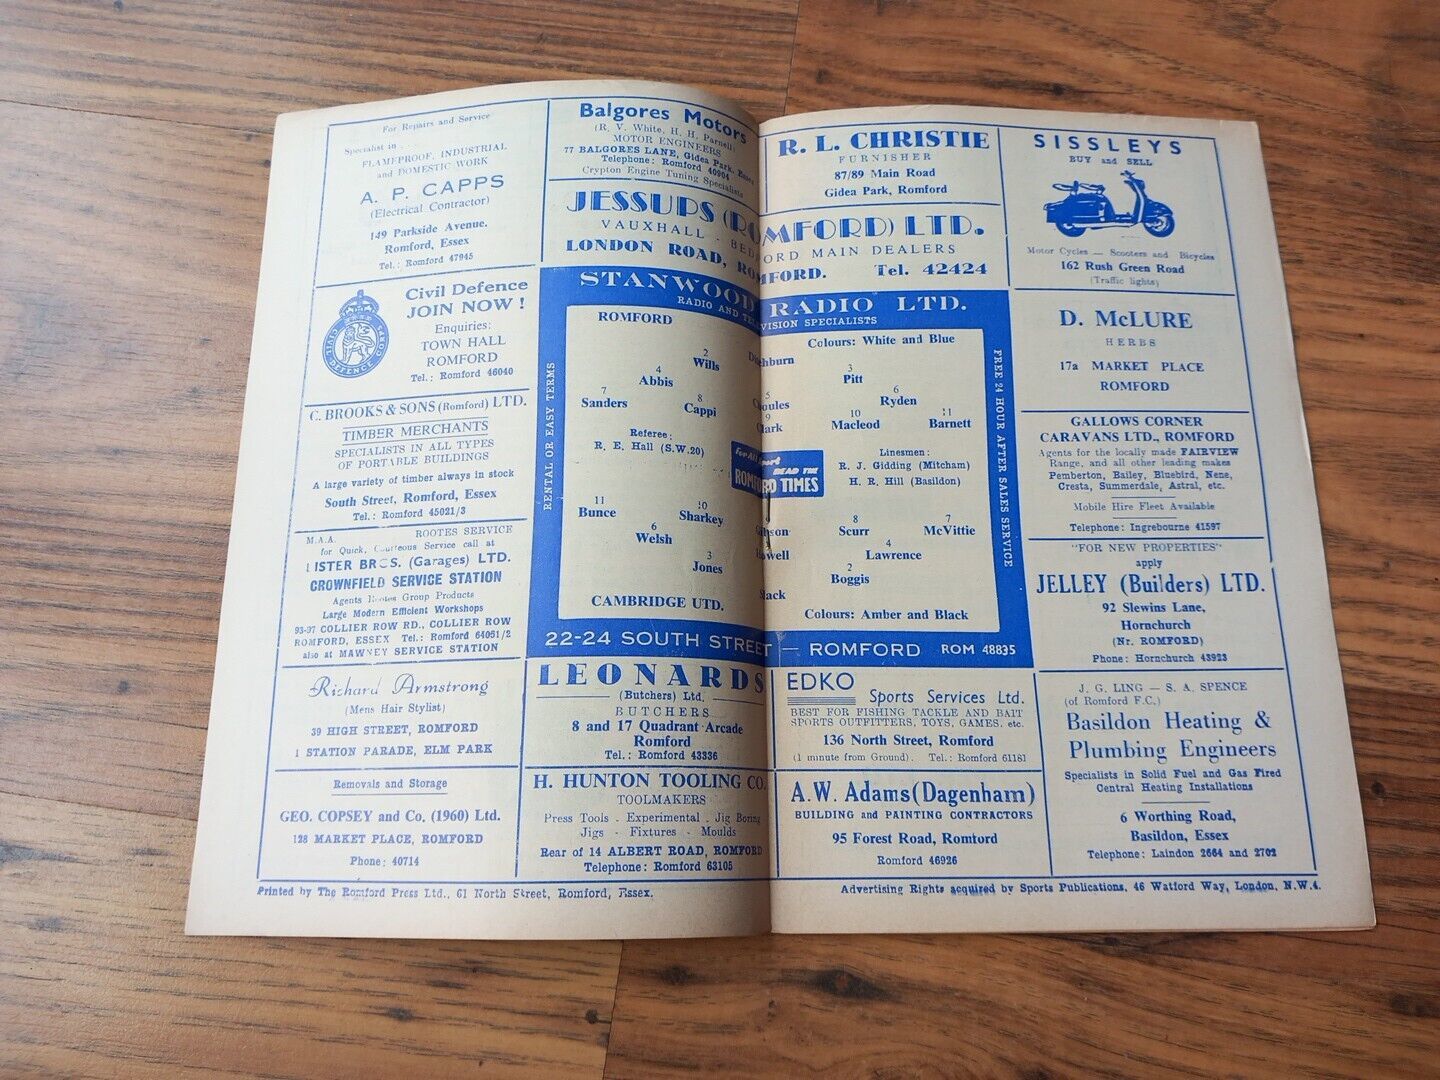 For Repairs and Service
Specialist in . . .
FLAMEPROOF, INDUSTRIAL
and DOMESTIC WORK
A. P. CAPPS
(Electrical Contractor)
149 Parkside Avenue.
Romford, Essex
Tel.: Romford 47945
Balgores Motors
(R. V. White, H. H. Parnell)
MOTOR ENGINEERS
77 BALGORES LANE, Gidea Park, Essex
Telephone: Romford 40904
Crypton Engine Tuning Specialists
R. L. CHRISTIE
FURNISHER
87/89 Main Road
Gidea Park, Romford
SISSLEYS
BUY and SELL
Motor Cycles — Scooters and Bicycles
162 Rush Green Road
(Traffic lights)
JESSUPS (ROMFORD) LTD.
VAUXHALL - BEDFORD MAIN DEALERS
LONDON ROAD, ROMFORD. Tel. 42424
CIVIL DEFENCE CORPS
Civil Defence
JOIN NOW !
Enquiries:
TOWN HALL
ROMFORD
Tel.: Romford 46040
C. BROOKS & SONS (Romford) LTD.
TIMBER MERCHANTS
SPECIALISTS IN ALL TYPES
OF PORTABLE BUILDINGS
A large variety of timber always in stock
South Street, Romford, Essex
Tel.: Romford 45021/3
M.A.A. ROOTES SERVICE
for Quick, Courteous Service call at
LISTER BROS. (Garages) LTD.
CROWNFIELD SERVICE STATION
Agents Rootes Group Products
Large Modern Efficient Workshops
93-97 COLLIER ROW RD., COLLIER ROW
ROMFORD, ESSEX Tel.: Romford 64051/2
also at MAWNEY SERVICE STATION
Richard Armstrong
(Mens Hair Stylist)
39 HIGH STREET, ROMFORD
1 STATION PARADE, ELM PARK
Removals and Storage
GEO. COPSEY and Co. (1960) Ltd.
128 MARKET PLACE, ROMFORD
Phone: 40714
STANWOOD RADIO LTD.
RADIO AND TELEVISION SPECIALISTS
RENTAL OR EASY TERMS
FREE 24 HOUR AFTER SALES SERVICE
ROMFORD Colours: White and Blue
2 3
Wills Pitt
4 5 6
Abbis Ryden
7 8 9 10 11
Sanders Cappi Clark Macleod Barnett
Referee:
R. E. Hall (S.W.20)
For All Sport
READ THE
ROMFORD TIMES
Linesmen:
R. J. Gidding (Mitcham)
H. R. Hill (Basildon)
11 10 8 7
Bunce Sharkey Scurr McVittie
6 4
Welsh Lawrence
3 2
Jones Boggis
CAMBRIDGE UTD. Colours: Amber and Black
22-24 SOUTH STREET — ROMFORD ROM 48835
LEONARDS
(Butchers) Ltd.
BUTCHERS
8 and 17 Quadrant Arcade
Romford
Tel.: Romford 43336
H. HUNTON TOOLING CO.
TOOLMAKERS
Press Tools - Experimental - Jig Boring
Jigs - Fixtures - Moulds
Rear of 14 ALBERT ROAD, ROMFORD
Telephone: Romford 63105
EDKO
Sports Services Ltd.
BEST FOR FISHING TACKLE AND BAIT
SPORTS OUTFITTERS, TOYS, GAMES, etc.
136 North Street, Romford
(1 minute from Ground). Tel.: Romford 61181
A.W. Adams (Dagenham)
BUILDING and PAINTING CONTRACTORS
95 Forest Road, Romford
Romford 46926
D. McLURE
HERBS
17a MARKET PLACE
ROMFORD
GALLOWS CORNER
CARAVANS LTD., ROMFORD
Agents for the locally made FAIRVIEW
Range, and all other leading makes
Pemberton, Bailey, Bluebird, Nene,
Cresta, Summerdale, Astral, etc.
Mobile Hire Fleet Available
Telephone: Ingrebourne 41597
"FOR NEW PROPERTIES"
apply
JELLEY (Builders) LTD.
92 Slewins Lane,
Hornchurch
(Nr. ROMFORD)
Phone: Hornchurch 43923
J. G. LING — S. A. SPENCE
(of Romford F.C.)
Basildon Heating &
Plumbing Engineers
Specialists in Solid Fuel and Gas Fired
Central Heating Installations
6 Worthing Road,
Basildon, Essex
Telephone: Laindon 2664 and 2702
Printed by The Romford Press Ltd., 61 North Street, Romford, Essex.
Advertising Rights acquired by Sports Publications, 46 Watford Way, London, N.W.4.